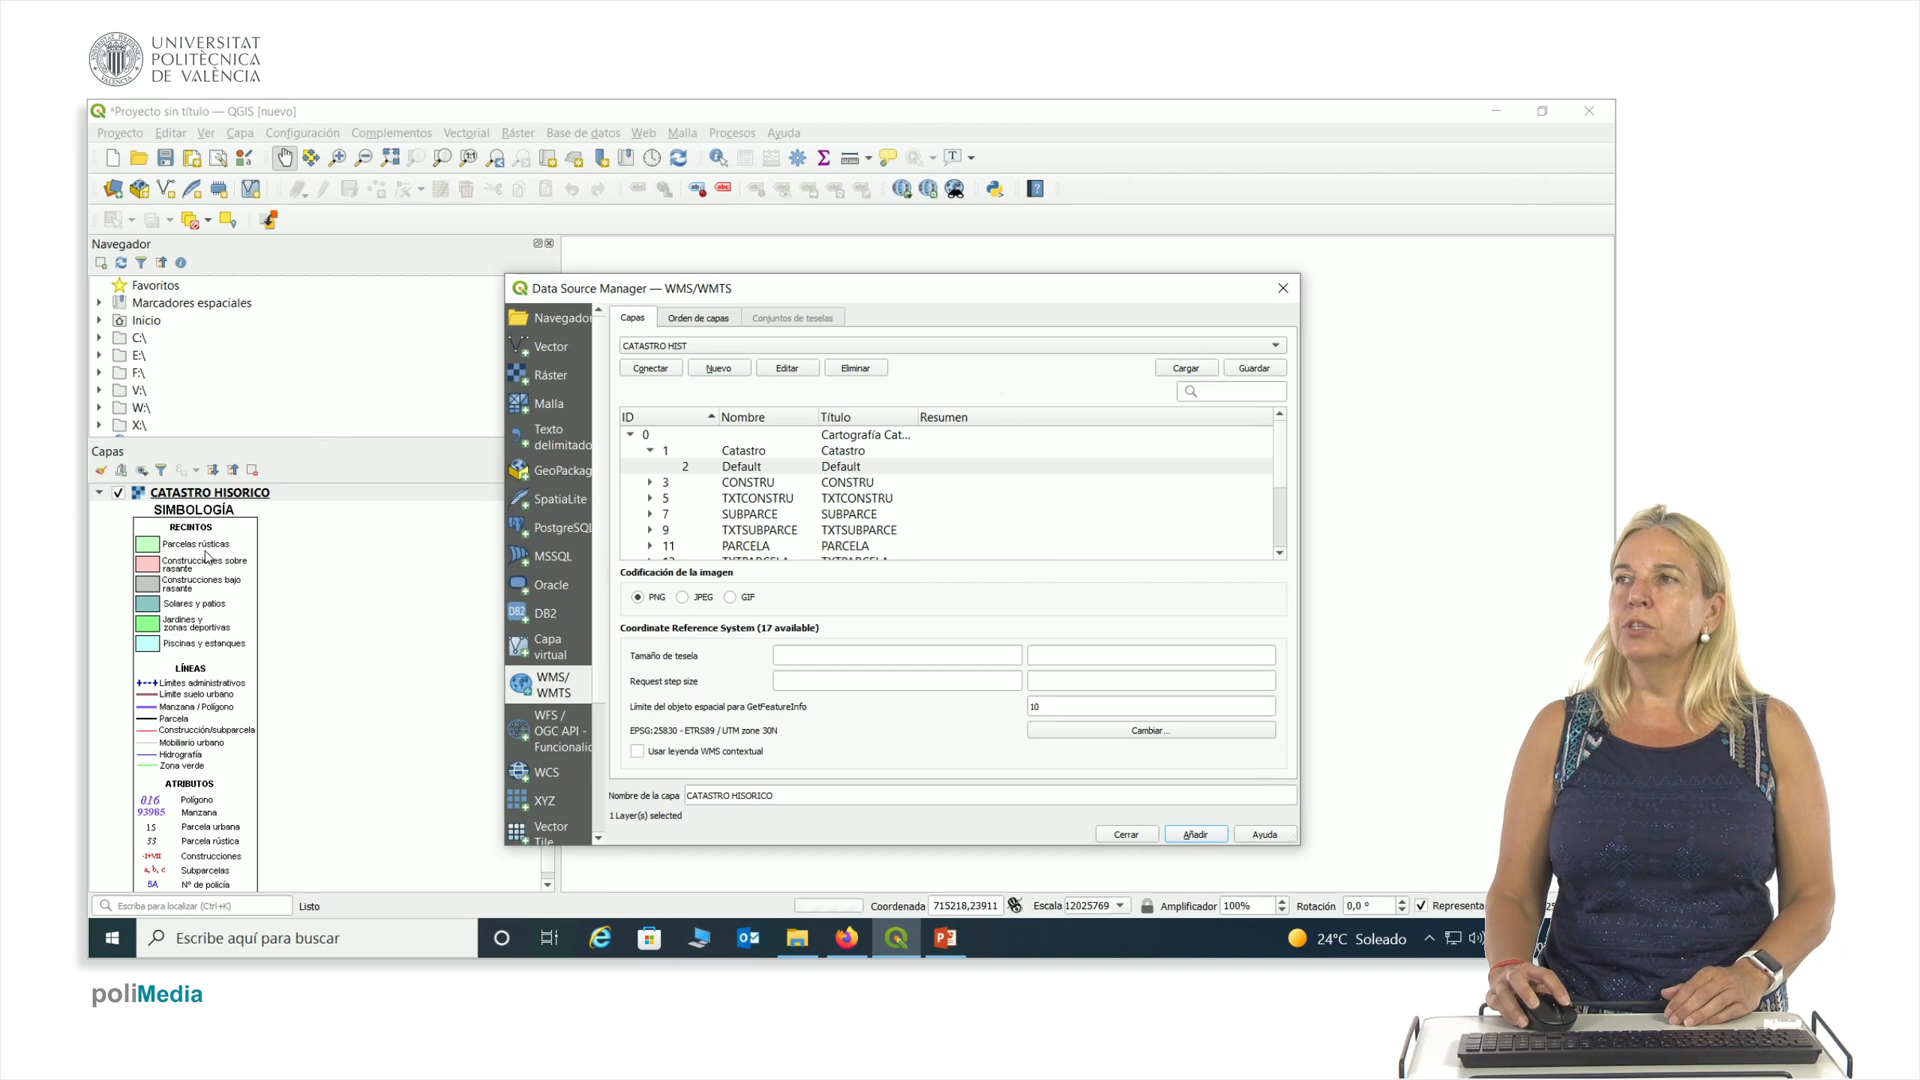 UNIVERSITAT
POLITÈCNICA
DE VALÈNCIA
*Proyecto sin título — QGIS [nuevo]
Proyecto Editar Ver Capa Configuración Complementos Vectorial Ráster Base de datos Web Malla Procesos Ayuda
Navegador
Favoritos
Marcadores espaciales
Inicio
C:\
E:\
F:\
V:\
W:\
X:\
Capas
CATASTRO HISORICO
SIMBOLOGÍA
RECINTOS
Parcelas rústicas
Construcciones sobre
rasante
Construcciones bajo
rasante
Solares y patios
Jardines y
zonas deportivas
Piscinas y estanques
LÍNEAS
Límites administrativos
Límite suelo urbano
Manzana / Polígono
Parcela
Construcción/subparcela
Mobiliario urbano
Hidrografía
Zona verde
ATRIBUTOS
016 Polígono
93985 Manzana
15 Parcela urbana
33 Parcela rústica
-I+VII Construcciones
a, b, c Subparcelas
5A Nº de policía
Data Source Manager — WMS/WMTS
Navegador
Vector
Ráster
Malla
Texto
delimitado
GeoPackag
SpatiaLite
PostgreSQL
MSSQL
Oracle
DB2
DB2
Capa
virtual
WMS/
WMTS
WFS /
OGC API -
Funcionalic
WCS
XYZ
Vector
Tile
Capas Orden de capas Conjuntos de teselas
CATASTRO HIST
Conectar Nuevo Editar Eliminar Cargar Guardar
ID Nombre Título Resumen
0 Cartografía Cat...
1 Catastro Catastro
2 Default Default
3 CONSTRU CONSTRU
5 TXTCONSTRU TXTCONSTRU
7 SUBPARCE SUBPARCE
9 TXTSUBPARCE TXTSUBPARCE
11 PARCELA PARCELA
Codificación de la imagen
PNG JPEG GIF
Coordinate Reference System (17 available)
Tamaño de tesela
Request step size
Límite del objeto espacial para GetFeatureInfo 10
EPSG:25830 - ETRS89 / UTM zone 30N Cambiar...
Usar leyenda WMS contextual
Nombre de la capa CATASTRO HISORICO
1 Layer(s) selected
Cerrar Añadir Ayuda
Escriba para localizar (Ctrl+K) Listo Coordenada 715218,23911 Escala 12025769 Amplificador 100% Rotación 0,0 ° Representa
Escribe aquí para buscar 24°C Soleado
poliMedia